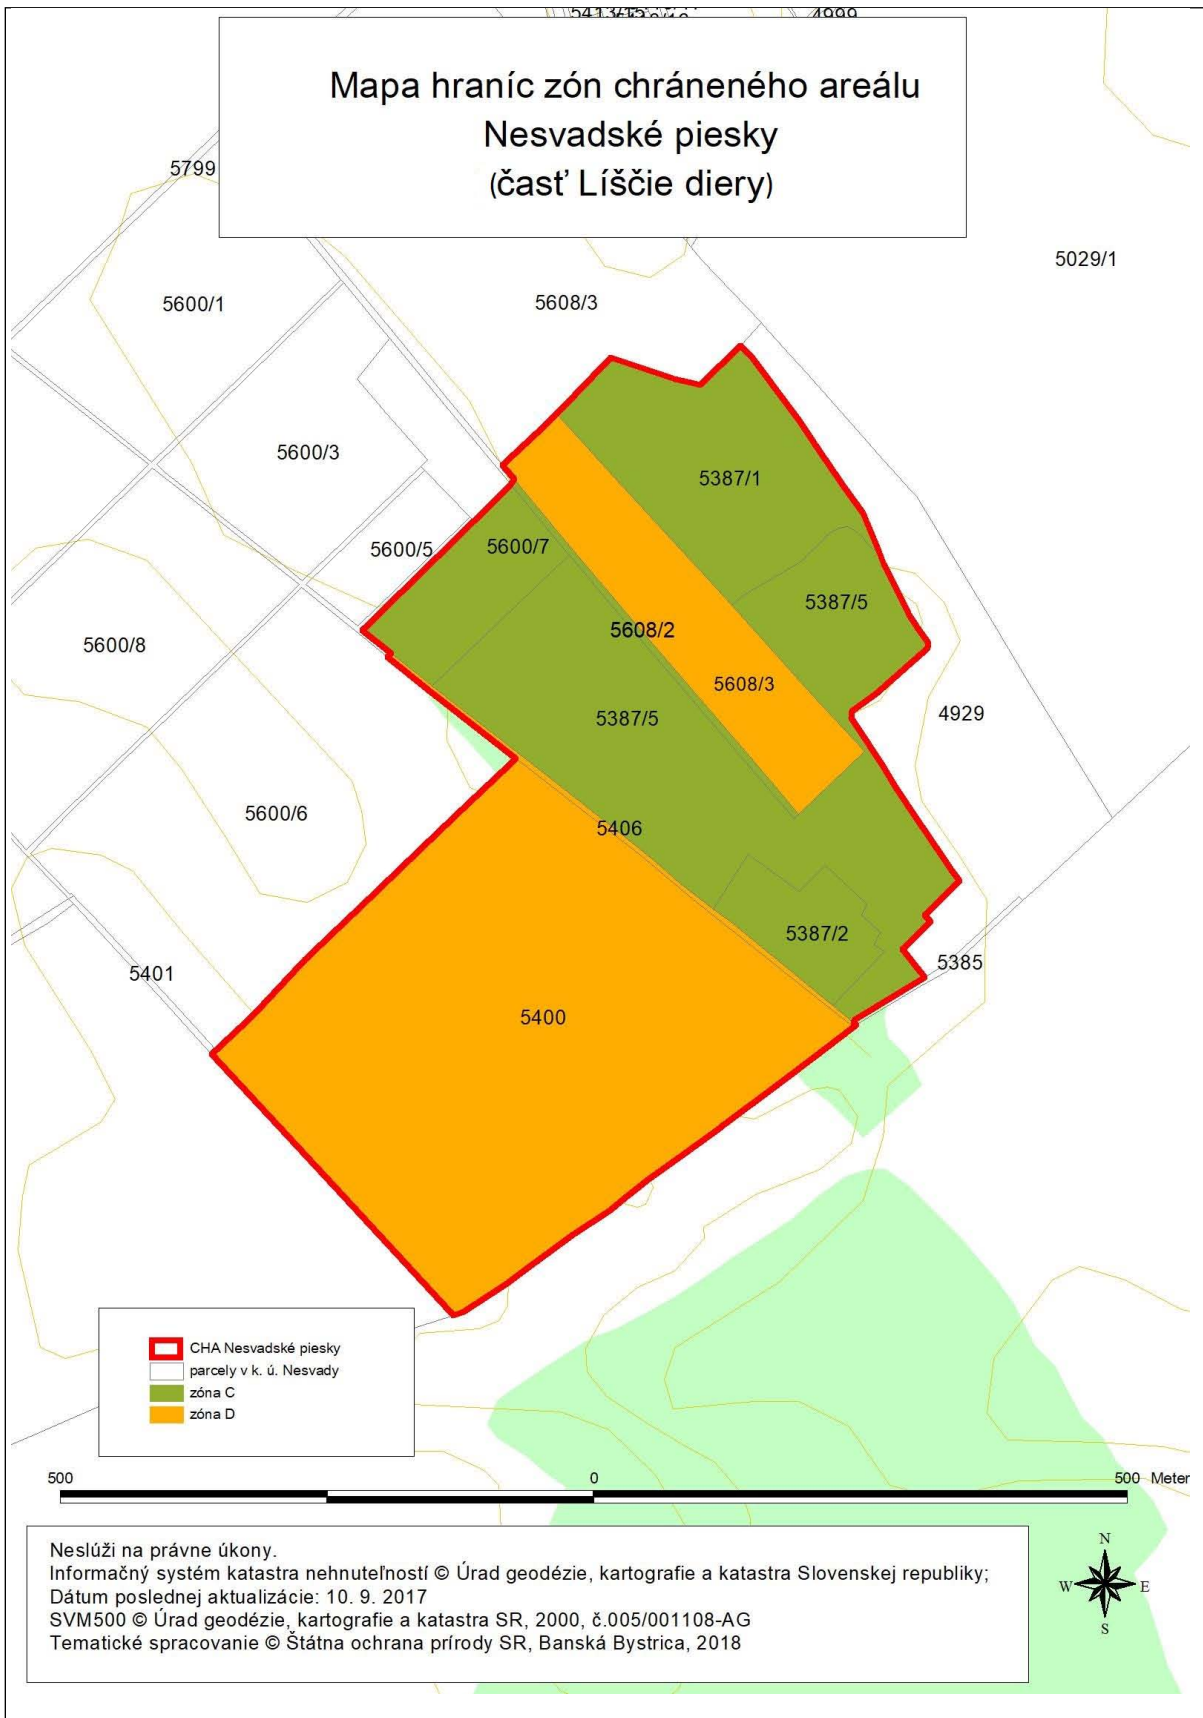 4999
Mapa hraníc zón chráneného areálu
Nesvadské piesky
(časť Líščie diery)
5799
5029/1
5600/1
5608/3
5600/3
5387/1
5600/5
5600/7
5387/5
5608/2
5600/8
5608/3
5387/5
4929
5600/6
5406
5387/2
5385
5401
5400
CHA Nesvadské piesky
parcely v k. ú. Nesvady
zóna C
zóna D
500 0 500 Meter
Neslúži na právne úkony.
Informačný systém katastra nehnuteľností © Úrad geodézie, kartografie a katastra Slovenskej republiky;
Dátum poslednej aktualizácie: 10. 9. 2017
SVM500 © Úrad geodézie, kartografie a katastra SR, 2000, č.005/001108-AG
Tematické spracovanie © Štátna ochrana prírody SR, Banská Bystrica, 2018
N
W E
S